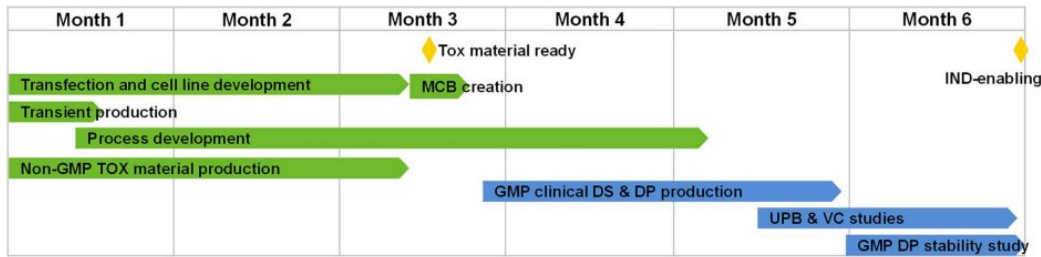 Month 1 Month 2 Month 3 Month 4 Month 5 Month 6
Tox material ready
IND-enabling
Transfection and cell line development
MCB creation
Transient production
Process development
Non-GMP TOX material production
GMP clinical DS & DP production
UPB & VC studies
GMP DP stability study